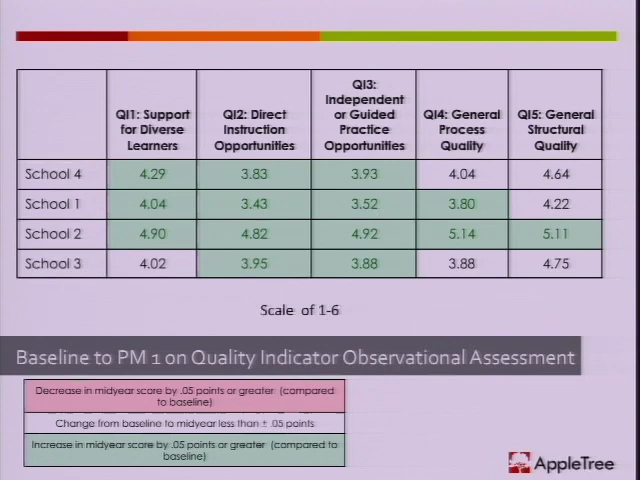 QI1: Support for Diverse Learners
QI2: Direct Instruction Opportunities
QI3: Independent or Guided Practice Opportunities
QI4: General Process Quality
QI5: General Structural Quality
School 4 4.29 3.83 3.93 4.04 4.64
School 1 4.04 3.43 3.52 3.80 4.22
School 2 4.90 4.82 4.92 5.14 5.11
School 3 4.02 3.95 3.88 3.88 4.75
Scale of 1-6
Baseline to PM 1 on Quality Indicator Observational Assessment
Decrease in midyear score by .05 points or greater (compared
to baseline)
Change from baseline to midyear less than ± .05 points
Increase in midyear score by .05 points or greater (compared to
baseline)
AppleTree